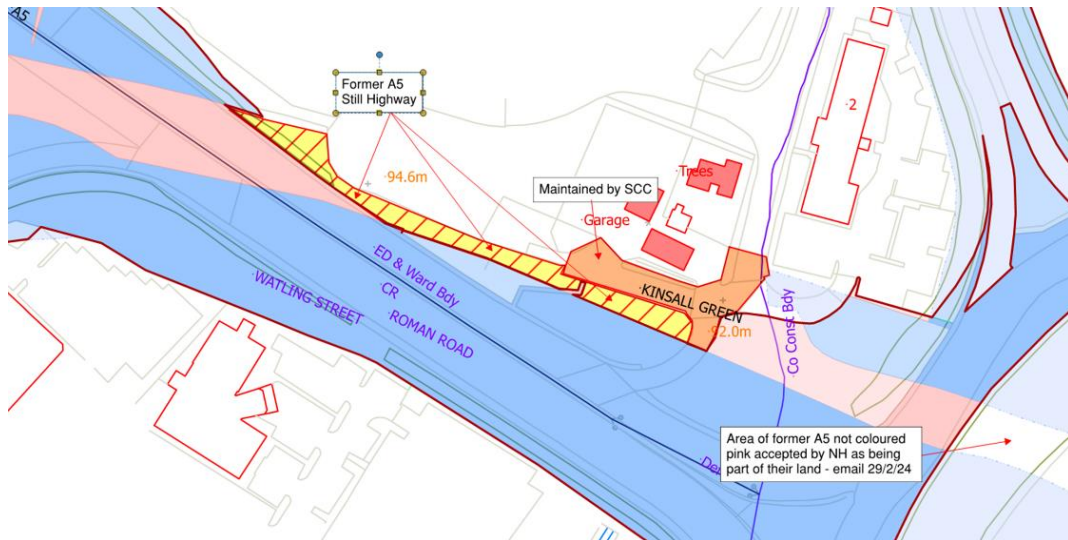 A5
Former A5
Still Highway
·2
·94.6m
Maintained by SCC
·Trees
·Garage
·KINSALL GREEN
·92.0m
·ED & Ward Bdy
·CR
·WATLING STREET
·ROMAN ROAD
·Co Const Bdy
Area of former A5 not coloured
pink accepted by NH as being
part of their land - email 29/2/24